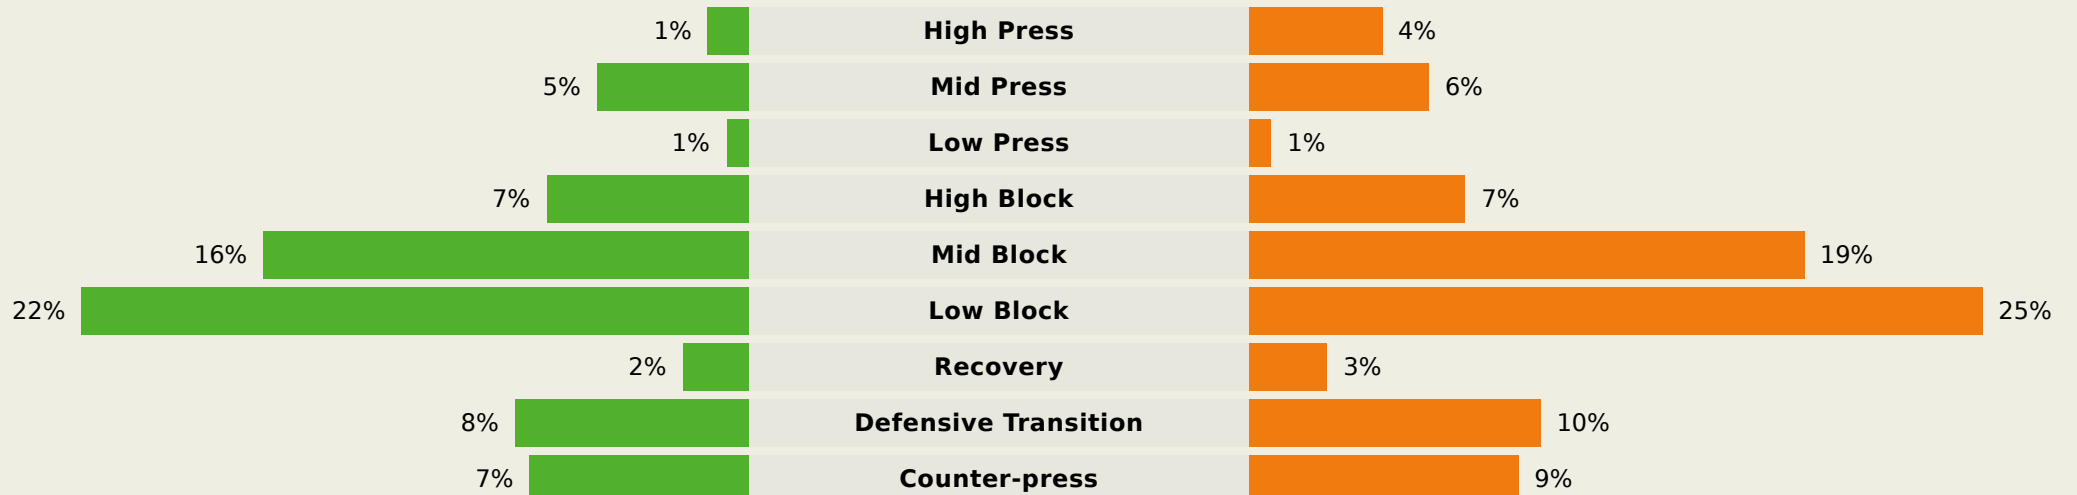 1% High Press 4%
5% Mid Press 6%
1% Low Press 1%
7% High Block 7%
16% Mid Block 19%
22% Low Block 25%
2% Recovery 3%
8% Defensive Transition 10%
7% Counter-press 9%